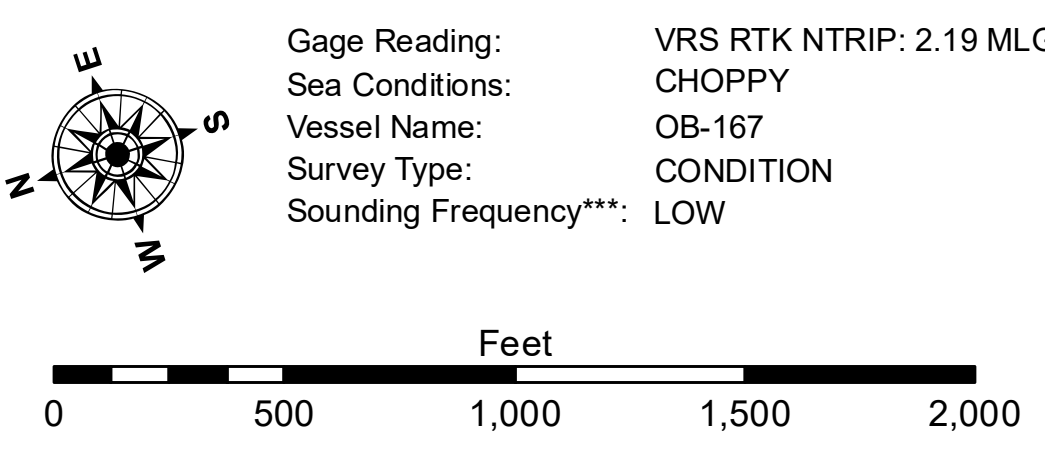 E
S
N
W
Gage Reading: VRS RTK NTRIP: 2.19 MLG
Sea Conditions: CHOPPY
Vessel Name: OB-167
Survey Type: CONDITION
Sounding Frequency***: LOW
Feet
0 500 1,000 1,500 2,000